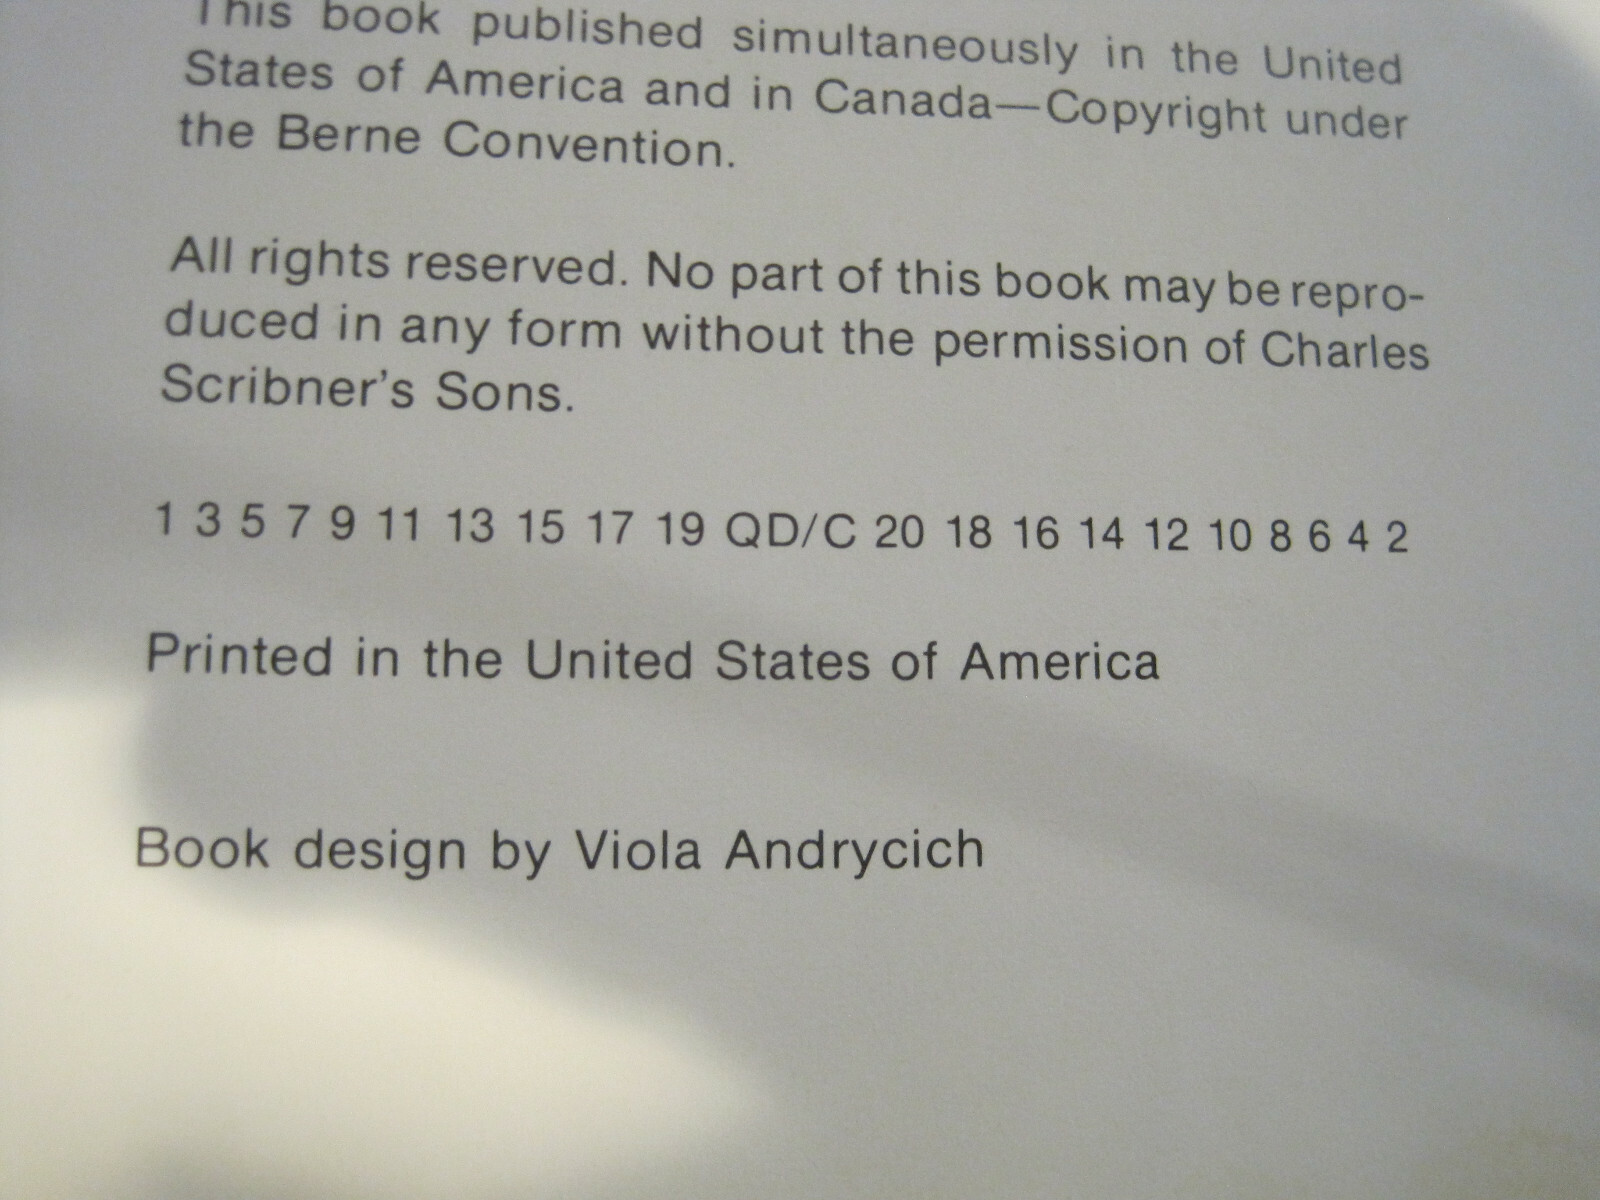 This book published simultaneously in the United
States of America and in Canada—Copyright under
the Berne Convention.
All rights reserved. No part of this book may be repro-
duced in any form without the permission of Charles
Scribner's Sons.
1 3 5 7 9 11 13 15 17 19 QD/C 20 18 16 14 12 10 8 6 4 2
Printed in the United States of America
Book design by Viola Andrycich